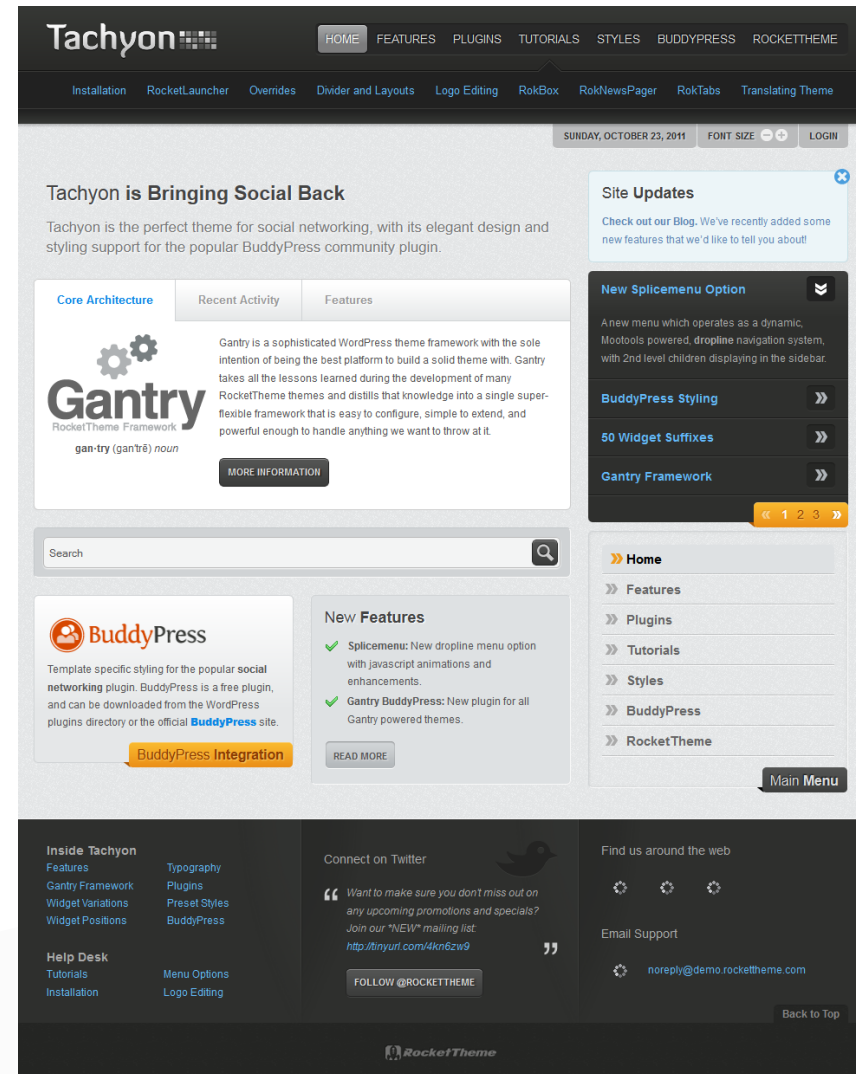 Tachyon
HOME FEATURES PLUGINS TUTORIALS STYLES BUDDYPRESS ROCKETTHEME
Installation RocketLauncher Overrides Divider and Layouts Logo Editing RokBox RokNewsPager RokTabs Translating Theme
SUNDAY, OCTOBER 23, 2011 FONT SIZE LOGIN
Tachyon is Bringing Social Back
Tachyon is the perfect theme for social networking, with its elegant design and
styling support for the popular BuddyPress community plugin.
Site Updates
Check out our Blog. We've recently added some
new features that we'd like to tell you about!
Core Architecture Recent Activity Features
Gantry
RocketTheme Framework
gan·try (gan'trē) noun
Gantry is a sophisticated WordPress theme framework with the sole
intention of being the best platform to build a solid theme with. Gantry
takes all the lessons learned during the development of many
RocketTheme themes and distills that knowledge into a single super-
flexible framework that is easy to configure, simple to extend, and
powerful enough to handle anything we want to throw at it.
MORE INFORMATION
New Splicemenu Option
A new menu which operates as a dynamic,
Mootools powered, dropline navigation system,
with 2nd level children displaying in the sidebar.
BuddyPress Styling
50 Widget Suffixes
Gantry Framework
« 1 2 3 »
Search
BuddyPress
Template specific styling for the popular social
networking plugin. BuddyPress is a free plugin,
and can be downloaded from the WordPress
plugins directory or the official BuddyPress site.
BuddyPress Integration
New Features
Splicemenu: New dropline menu option
with javascript animations and
enhancements.
Gantry BuddyPress: New plugin for all
Gantry powered themes.
READ MORE
Home
Features
Plugins
Tutorials
Styles
BuddyPress
RocketTheme
Main Menu
Inside Tachyon
Features Typography
Gantry Framework Plugins
Widget Variations Preset Styles
Widget Positions BuddyPress
Help Desk
Tutorials Menu Options
Installation Logo Editing
Connect on Twitter
“ Want to make sure you don't miss out on
any upcoming promotions and specials?
Join our *NEW* mailing list:
http://tinyurl.com/4kn6zw9 ”
FOLLOW @ROCKETTHEME
Find us around the web
Email Support
noreply@demo.rockettheme.com
Back to Top
RocketTheme